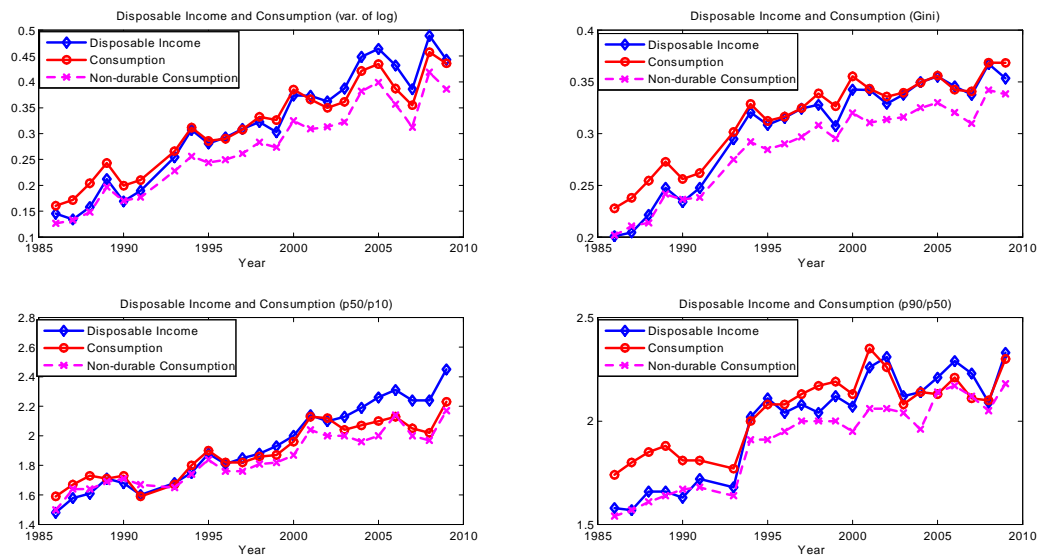 Disposable Income and Consumption (var. of log)
0.5
0.45
0.4
0.35
0.3
0.25
0.2
0.15
0.1
Disposable Income
Consumption
Non-durable Consumption
1985 1990 1995 2000 2005 2010
Year
Disposable Income and Consumption (Gini)
0.4
0.35
0.3
0.25
0.2
Disposable Income
Consumption
Non-durable Consumption
1985 1990 1995 2000 2005 2010
Year
Disposable Income and Consumption (p50/p10)
2.8
2.6
2.4
2.2
2
1.8
1.6
1.4
Disposable Income
Consumption
Non-durable Consumption
1985 1990 1995 2000 2005 2010
Year
Disposable Income and Consumption (p90/p50)
2.5
2
1.5
Disposable Income
Consumption
Non-durable Consumption
1985 1990 1995 2000 2005 2010
Year